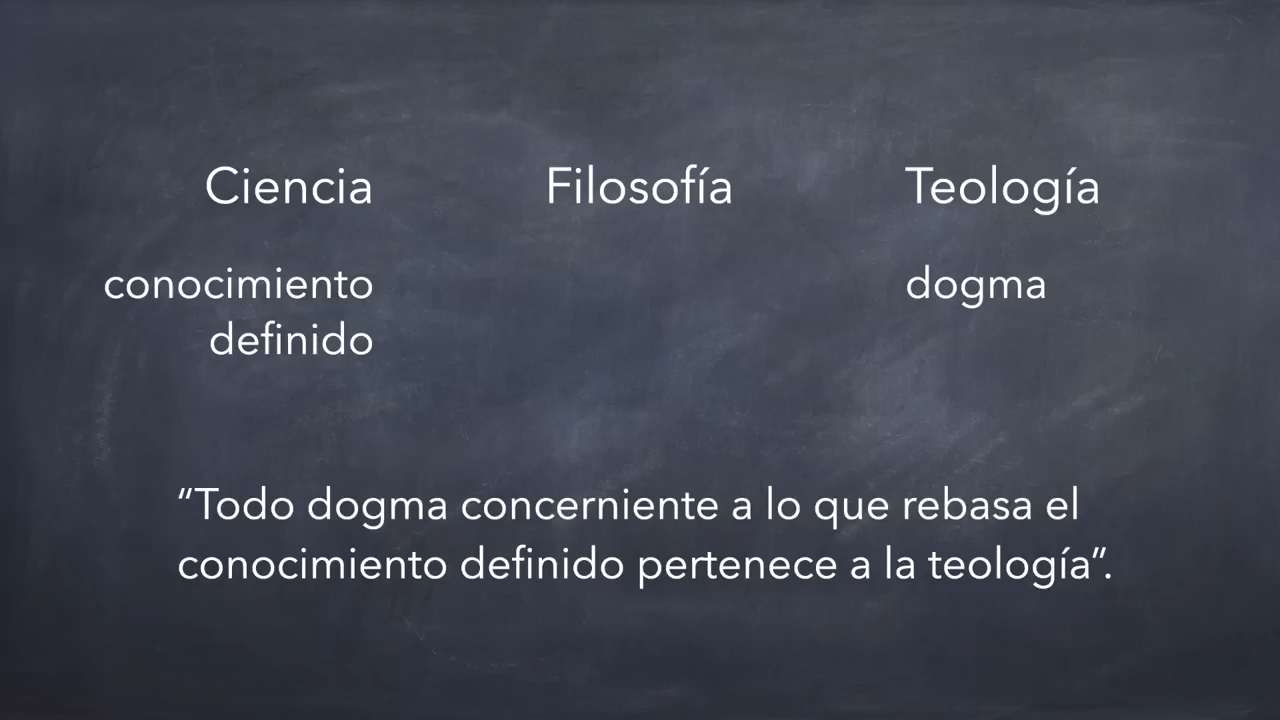 Ciencia Filosofía Teología
conocimiento dogma
definido
“Todo dogma concerniente a lo que rebasa el
conocimiento definido pertenece a la teología”.